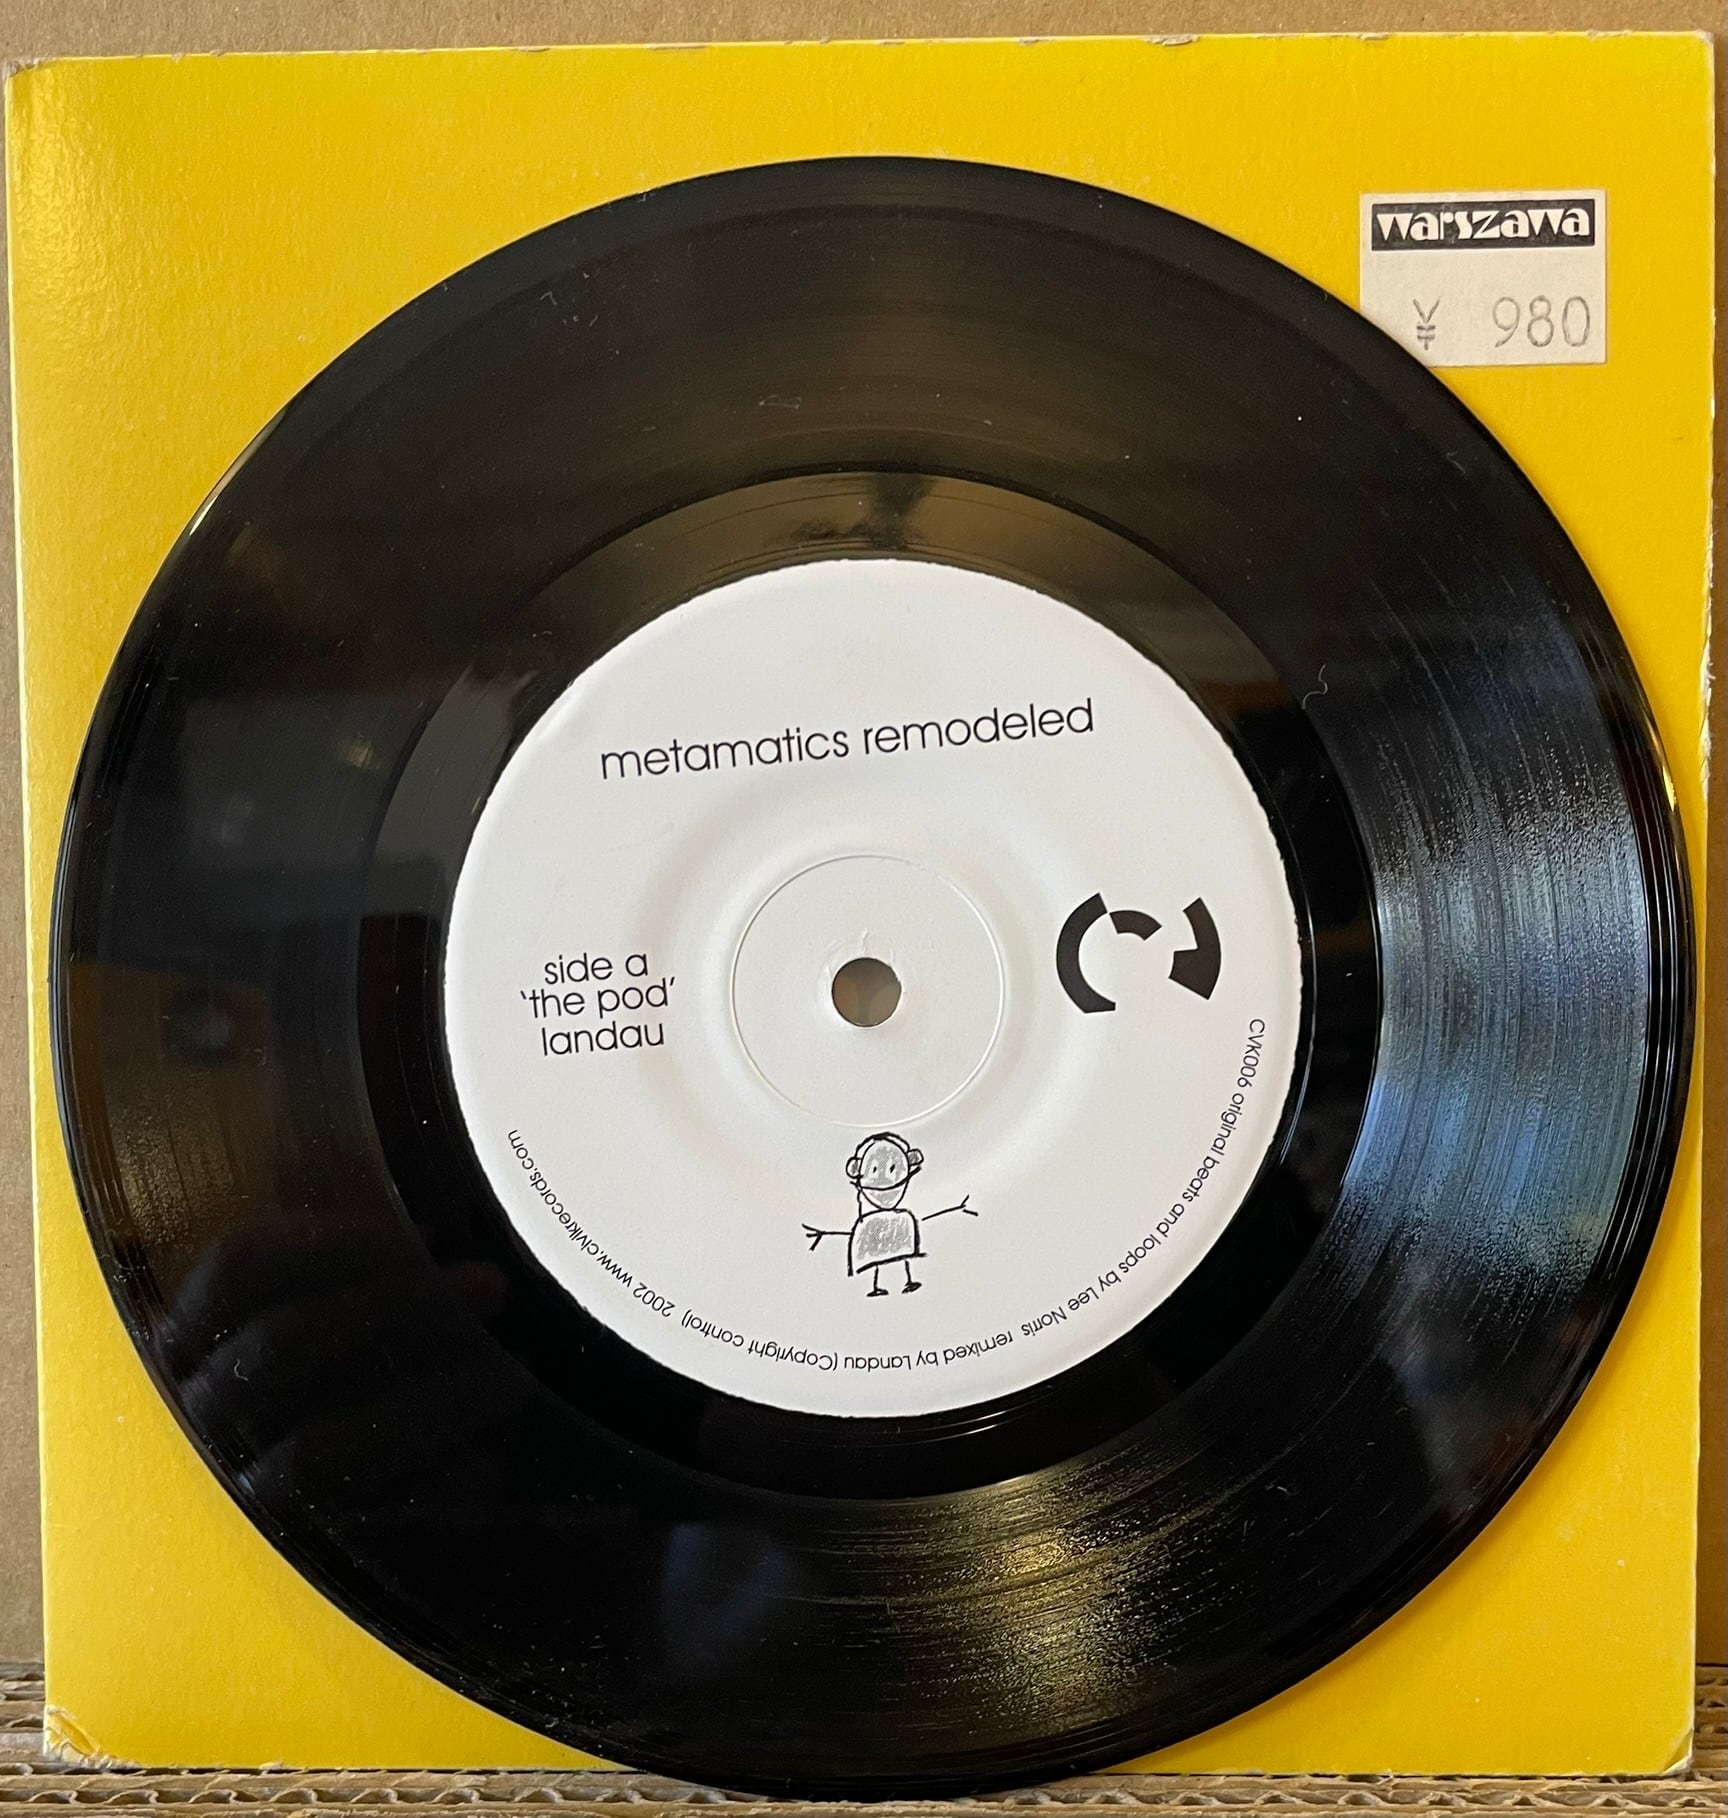 warszawa
¥ 980
metamatics remodeled
side a
'the pod'
landau
CVK006 original beats and loops by Lee Norris remixed by Landau (Copyright control) 2002 www.clvlkrecords.com